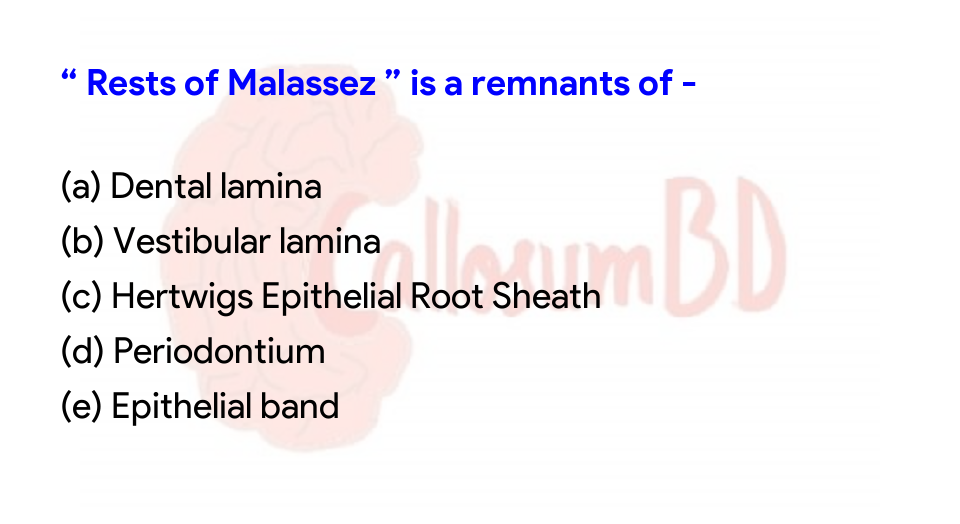 “ Rests of Malassez ” is a remnants of -
(a) Dental lamina
(b) Vestibular lamina
(c) Hertwigs Epithelial Root Sheath
(d) Periodontium
(e) Epithelial band
CallosumBD